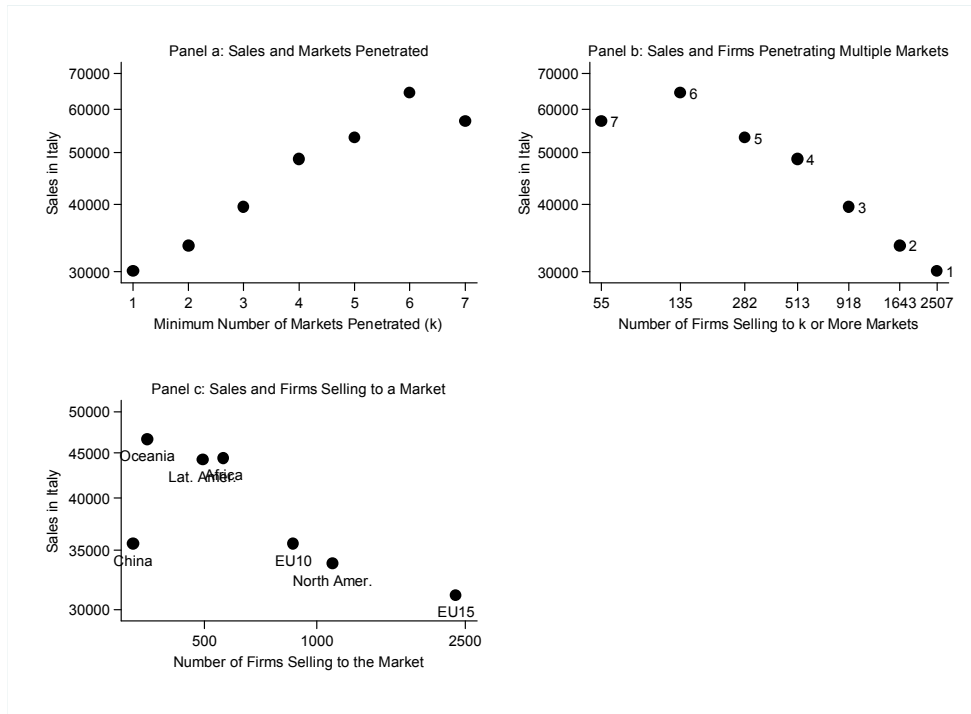 Panel a: Sales and Markets Penetrated
70000
60000
50000
40000
30000
Sales in Italy
1 2 3 4 5 6 7
Minimum Number of Markets Penetrated (k)
Panel b: Sales and Firms Penetrating Multiple Markets
70000
60000
50000
40000
30000
Sales in Italy
7
6
5
4
3
2
1
55 135 282 513 918 1643 2507
Number of Firms Selling to k or More Markets
Panel c: Sales and Firms Selling to a Market
50000
45000
40000
35000
30000
Sales in Italy
Oceania
Lat. Amer.
Africa
China
EU10
North Amer.
EU15
500 1000 2500
Number of Firms Selling to the Market